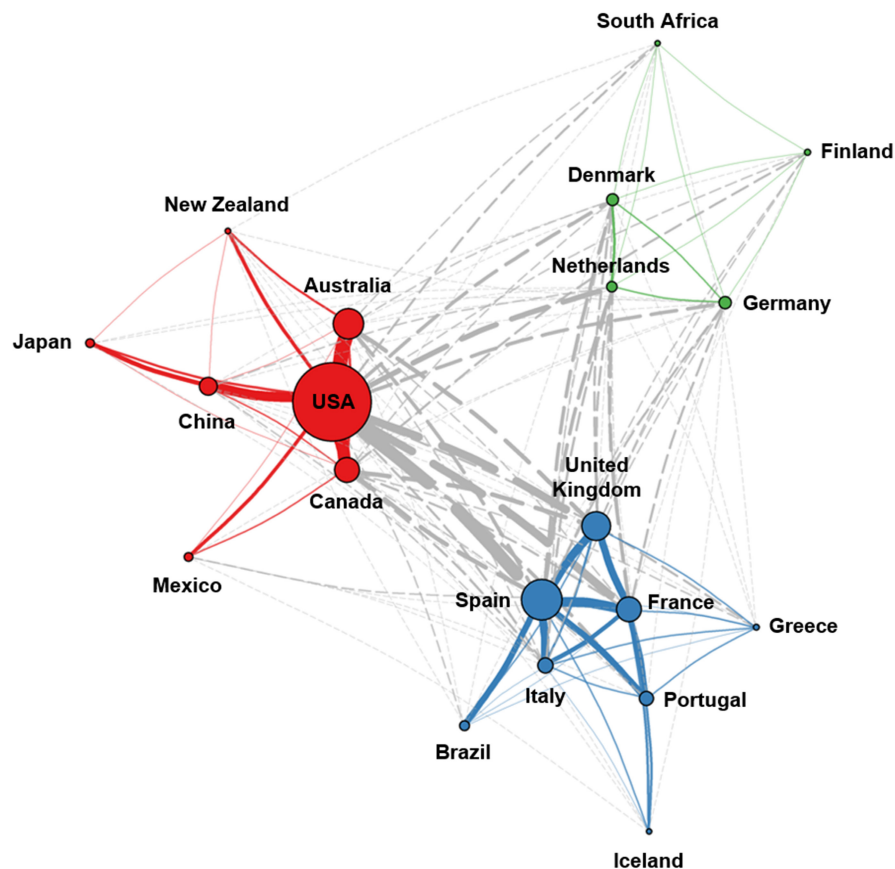 South Africa
Finland
Denmark
New Zealand
Netherlands
Australia
Germany
Japan
USA
China
United
Kingdom
Canada
Mexico
Spain
France
Greece
Italy
Portugal
Brazil
Iceland